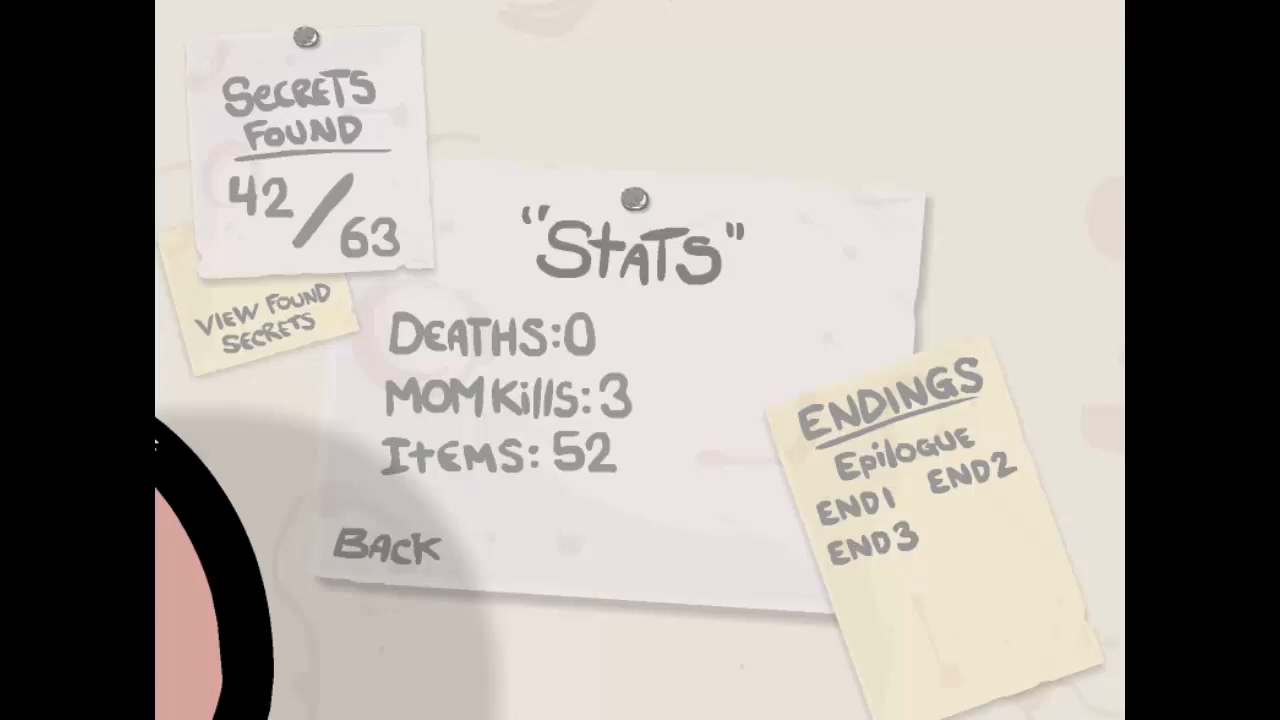 SECRETS
FOUND
42/63
VIEW FOUND
SECRETS
"STATS"
DEATHS:0
MOM KillS:3
ITEMS:52
BACK
ENDINGS
EpilOGUE
END1 END2
END3